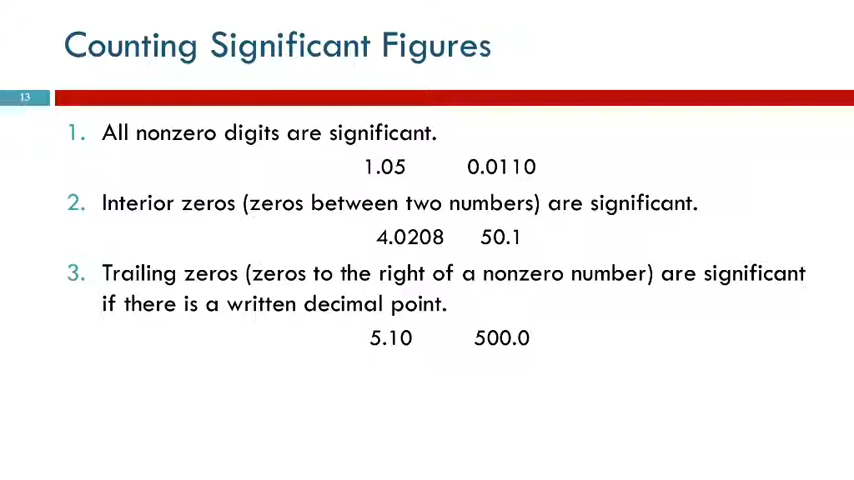 Counting Significant Figures
13
1. All nonzero digits are significant.
1.05 0.0110
2. Interior zeros (zeros between two numbers) are significant.
4.0208 50.1
3. Trailing zeros (zeros to the right of a nonzero number) are significant
if there is a written decimal point.
5.10 500.0